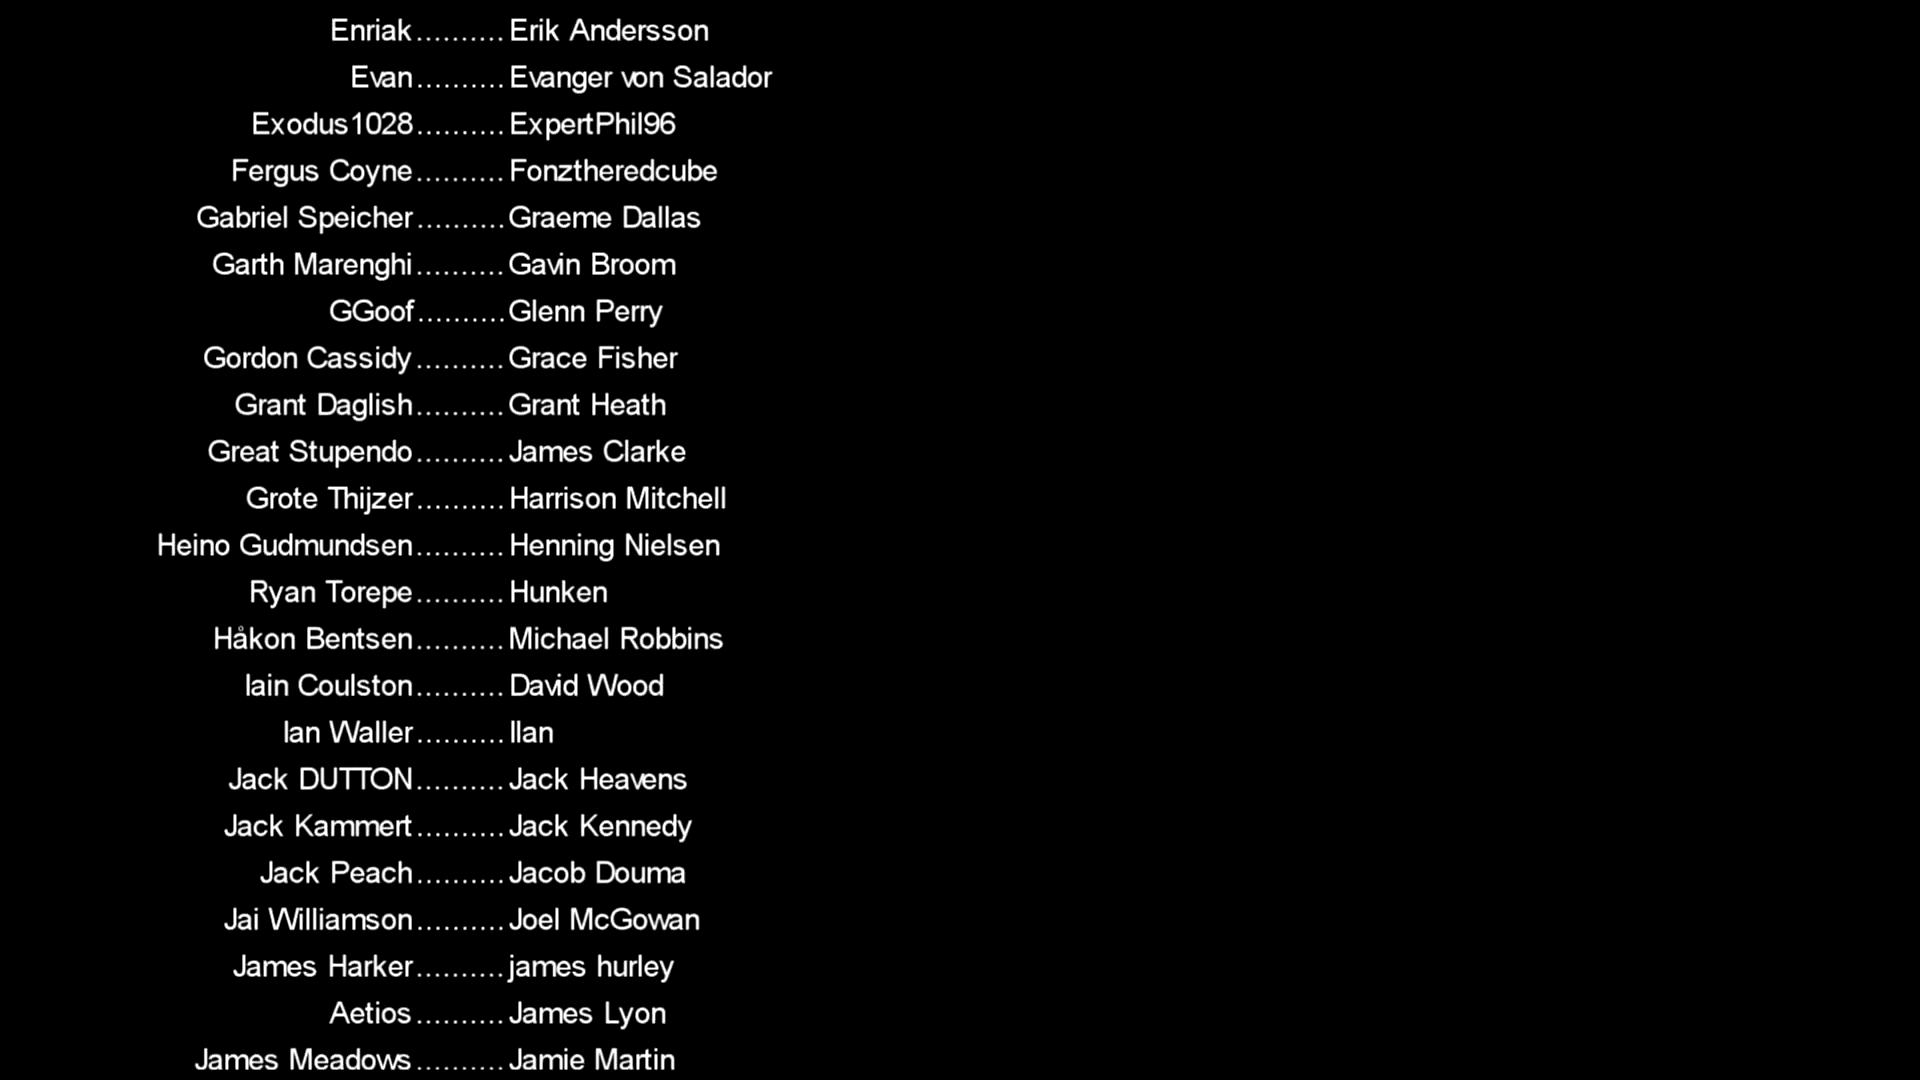 Enriak..........Erik Andersson
Evan..........Evanger von Salador
Exodus1028..........ExpertPhil96
Fergus Coyne..........Fonztheredcube
Gabriel Speicher..........Graeme Dallas
Garth Marenghi..........Gavin Broom
GGoof..........Glenn Perry
Gordon Cassidy..........Grace Fisher
Grant Daglish..........Grant Heath
Great Stupendo..........James Clarke
Grote Thijzer..........Harrison Mitchell
Heino Gudmundsen..........Henning Nielsen
Ryan Torepe..........Hunken
Håkon Bentsen..........Michael Robbins
Iain Coulston..........David Wood
Ian Waller..........Ilan
Jack DUTTON..........Jack Heavens
Jack Kammert..........Jack Kennedy
Jack Peach..........Jacob Douma
Jai Williamson..........Joel McGowan
James Harker..........james hurley
Aetios..........James Lyon
James Meadows..........Jamie Martin